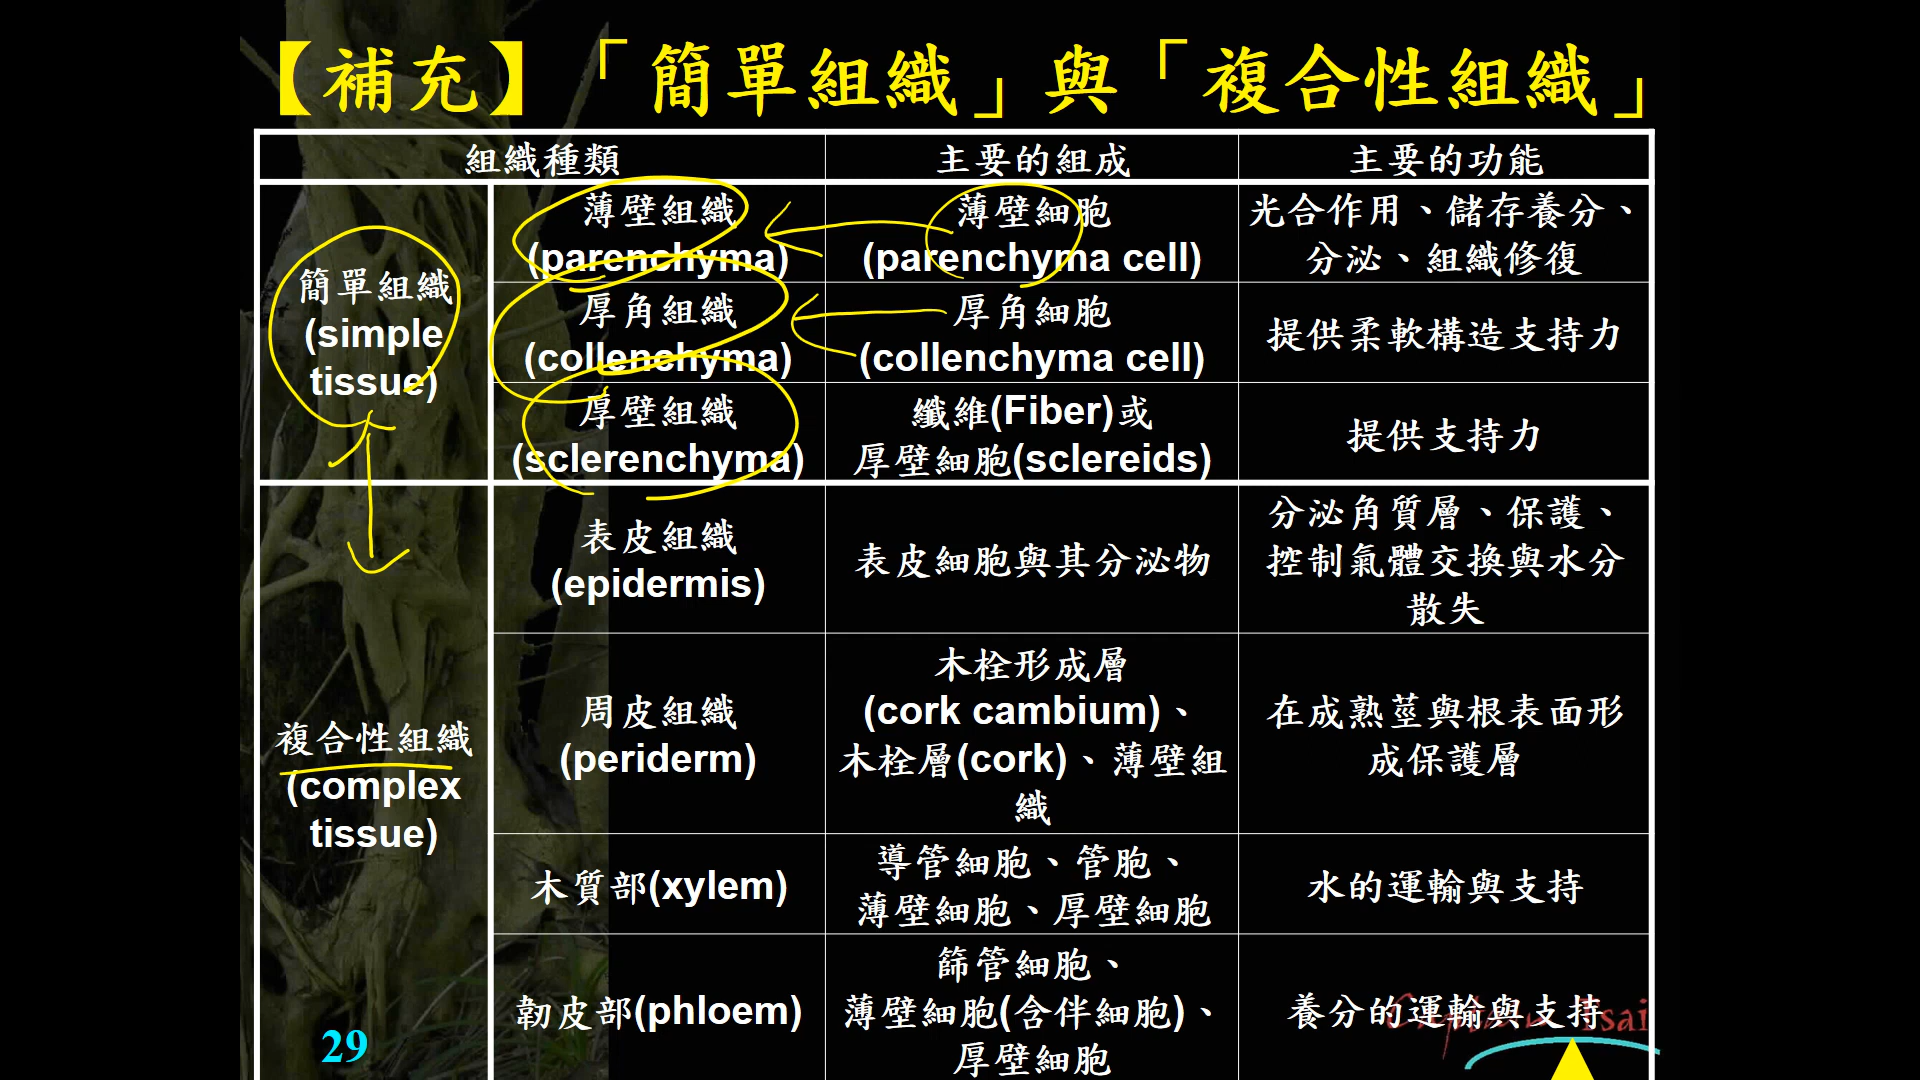 【補充】「簡單組織」與「複合性組織」
組織種類
主要的組成
主要的功能
簡單組織
(simple
tissue)
薄壁組織
(parenchyma)
薄壁細胞
(parenchyma cell)
光合作用、儲存養分、
分泌、組織修復
厚角組織
(collenchyma)
厚角細胞
(collenchyma cell)
提供柔軟構造支持力
厚壁組織
(sclerenchyma)
纖維(Fiber)或
厚壁細胞(sclereids)
提供支持力
複合性組織
(complex
tissue)
表皮組織
(epidermis)
表皮細胞與其分泌物
分泌角質層、保護、
控制氣體交換與水分
散失
周皮組織
(periderm)
木栓形成層
(cork cambium)、
木栓層(cork)、薄壁組
織
在成熟莖與根表面形
成保護層
木質部(xylem)
導管細胞、管胞、
薄壁細胞、厚壁細胞
水的運輸與支持
韌皮部(phloem)
篩管細胞、
薄壁細胞(含伴細胞)、
厚壁細胞
養分的運輸與支持
Tsai
29